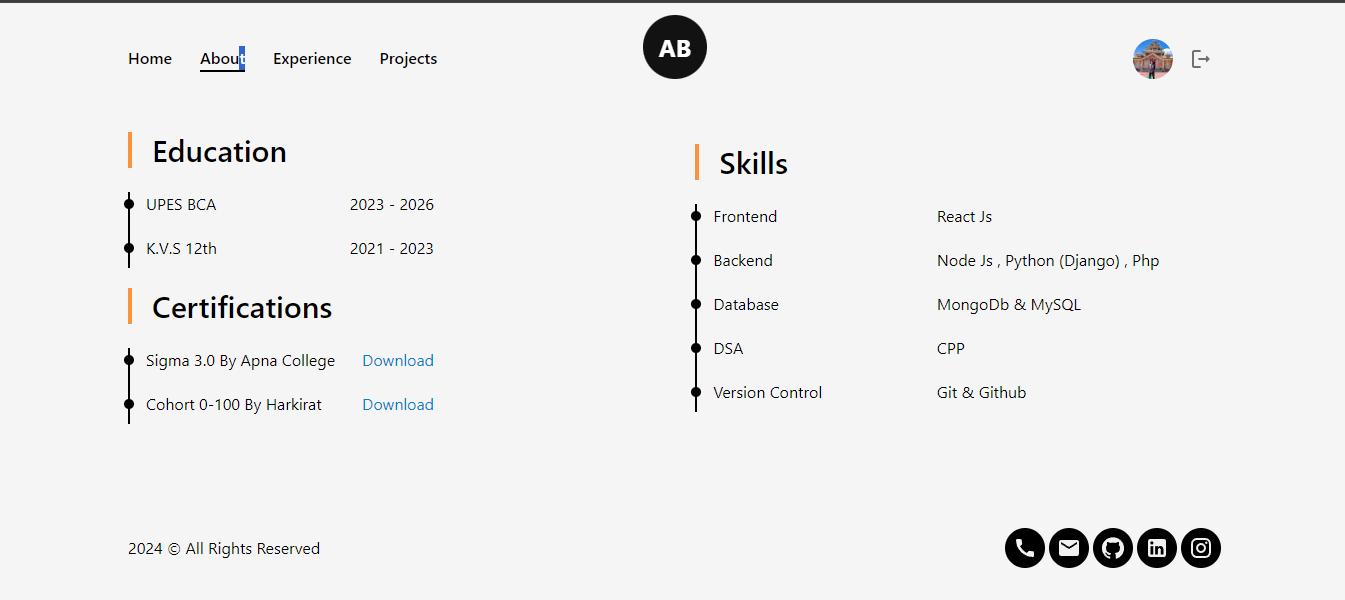 Home About Experience Projects
AB
Education
UPES BCA 2023 - 2026
K.V.S 12th 2021 - 2023
Certifications
Sigma 3.0 By Apna College Download
Cohort 0-100 By Harkirat Download
Skills
Frontend React Js
Backend Node Js , Python (Django) , Php
Database MongoDb & MySQL
DSA CPP
Version Control Git & Github
2024 © All Rights Reserved